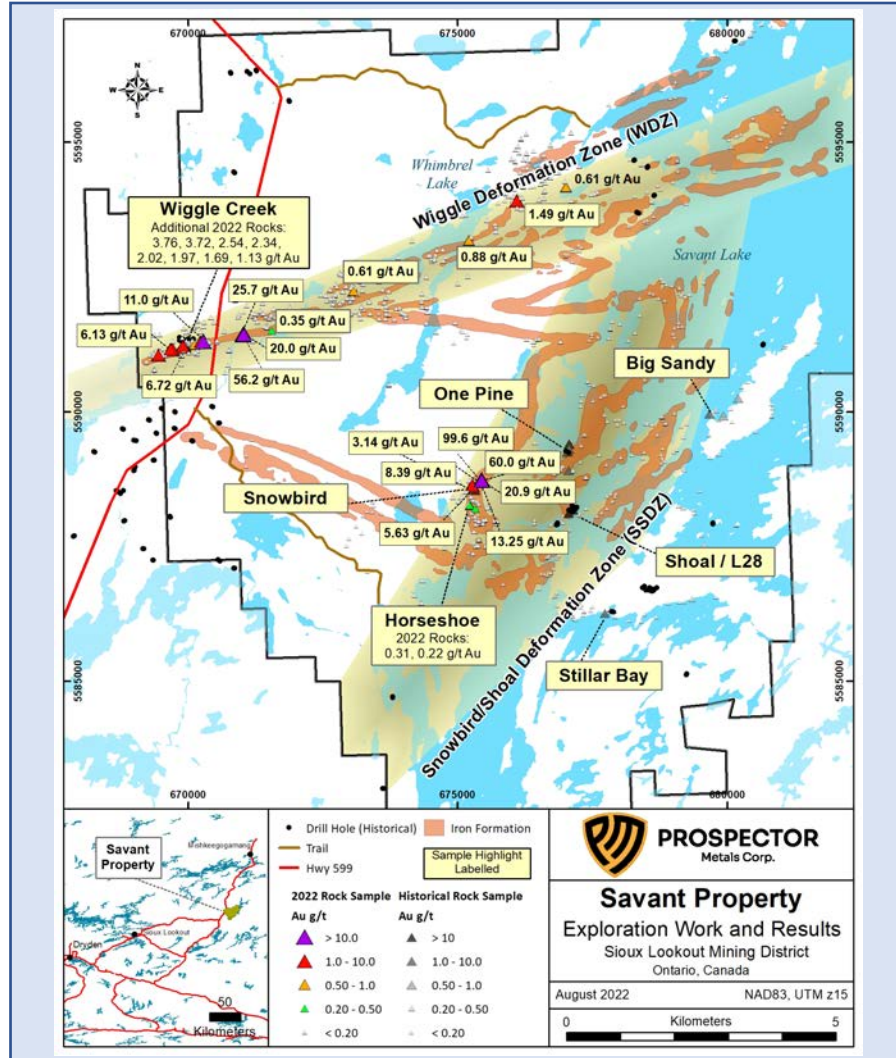 670000
675000
680000
5595000
5595000
N
W
E
S
Whimbrel
Lake
Wiggle Deformation Zone (WDZ)
0.61 g/t Au
1.49 g/t Au
0.88 g/t Au
Savant Lake
Wiggle Creek
Additional 2022 Rocks:
3.76, 3.72, 2.54, 2.34,
2.02, 1.97, 1.69, 1.13 g/t Au
11.0 g/t Au
25.7 g/t Au
0.61 g/t Au
0.35 g/t Au
6.13 g/t Au
20.0 g/t Au
6.72 g/t Au
56.2 g/t Au
Big Sandy
One Pine
5590000
5590000
3.14 g/t Au
99.6 g/t Au
8.39 g/t Au
60.0 g/t Au
Snowbird
20.9 g/t Au
5.63 g/t Au
13.25 g/t Au
Shoal / L28
Horseshoe
2022 Rocks:
0.31, 0.22 g/t Au
Snowbird/Shoal Deformation Zone (SSDZ)
Stillar Bay
5585000
5585000
670000
675000
680000
Savant
Property
Mishkeegogamang
Sioux Lookout
Dryden
50
Kilometers
Drill Hole (Historical)
Iron Formation
Trail
Hwy 599
Sample Highlight
Labelled
2022 Rock Sample
Au g/t
> 10.0
1.0 - 10.0
0.50 - 1.0
0.20 - 0.50
< 0.20
Historical Rock Sample
Au g/t
> 10
1.0 - 10.0
0.50 - 1.0
0.20 - 0.50
< 0.20
PROSPECTOR
Metals Corp.
Savant Property
Exploration Work and Results
Sioux Lookout Mining District
Ontario, Canada
August 2022
NAD83, UTM z15
0
Kilometers
5